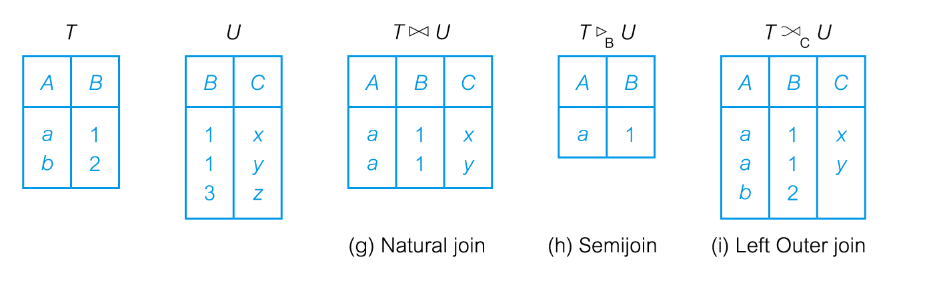 T
U
T ⋈ U
T ▷B U
T ⟕C U
A B
B C
A B C
A B
A B C
a 1
b 2
1 x
1 y
3 z
a 1 x
a 1 y
a 1
a 1 x
a 1 y
b 2
(g) Natural join
(h) Semijoin
(i) Left Outer join